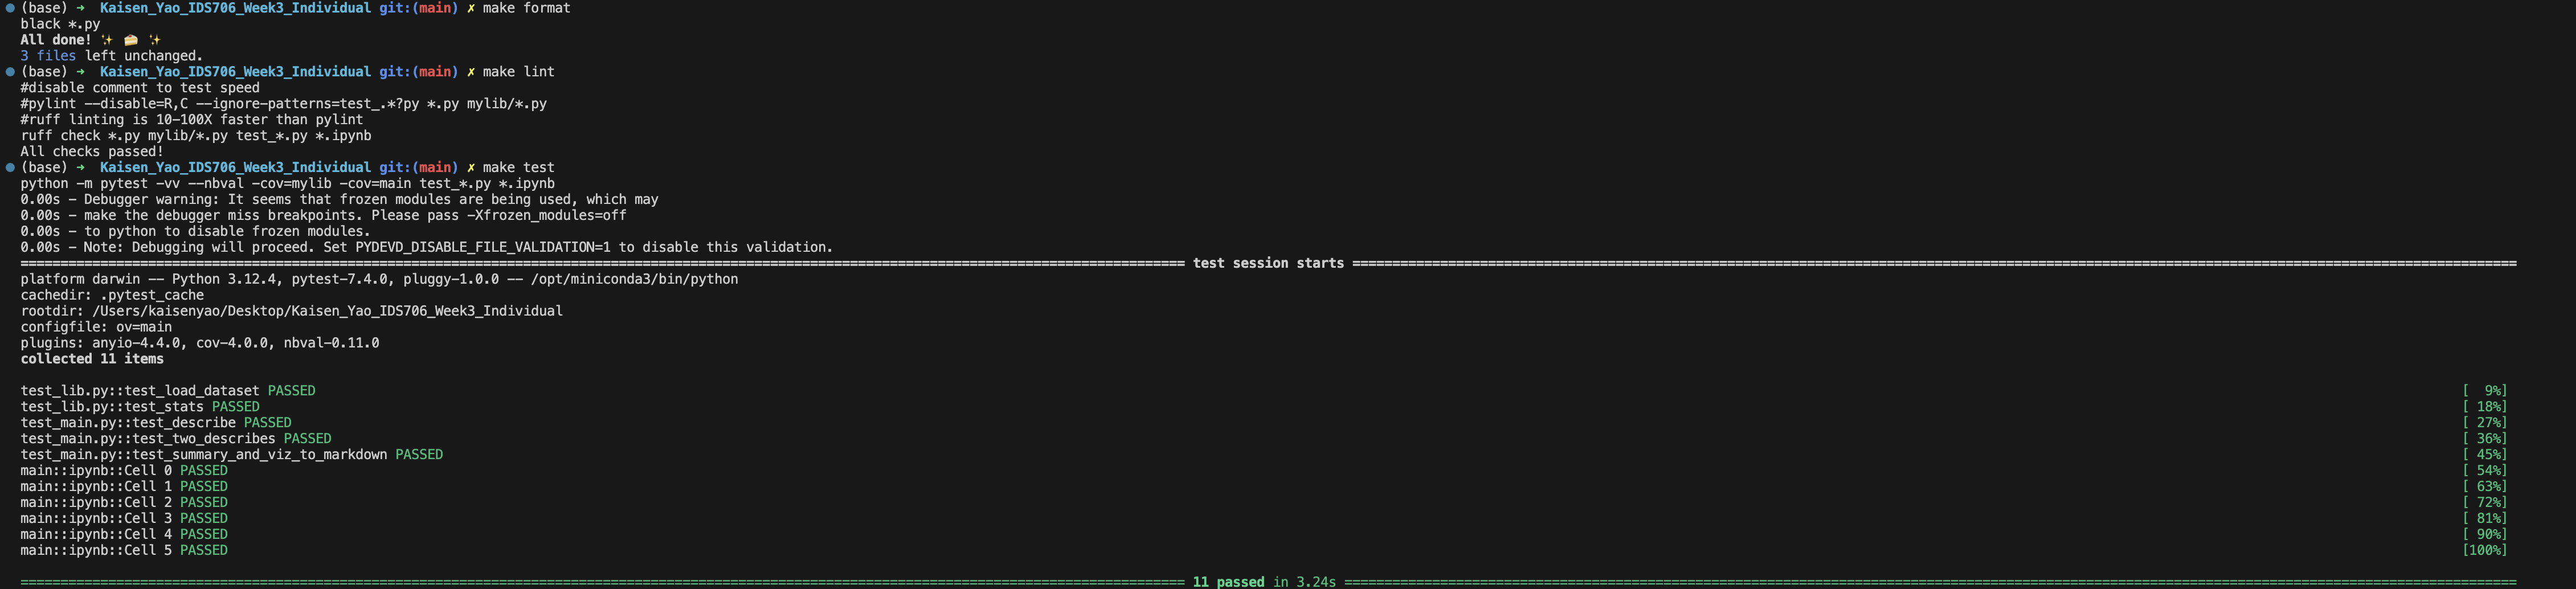 (base) ➜ Kaisen_Yao_IDS706_Week3_Individual git:(main) ✗ make format
black *.py
All done! ✨ 🍰 ✨
3 files left unchanged.
(base) ➜ Kaisen_Yao_IDS706_Week3_Individual git:(main) ✗ make lint
#disable comment to test speed
#pylint --disable=R,C --ignore-patterns=test_.*?py *.py mylib/*.py
#ruff linting is 10-100X faster than pylint
ruff check *.py mylib/*.py test_*.py *.ipynb
All checks passed!
(base) ➜ Kaisen_Yao_IDS706_Week3_Individual git:(main) ✗ make test
python -m pytest -vv --nbval -cov=mylib -cov=main test_*.py *.ipynb
0.00s - Debugger warning: It seems that frozen modules are being used, which may
0.00s - make the debugger miss breakpoints. Please pass -Xfrozen_modules=off
0.00s - to python to disable frozen modules.
0.00s - Note: Debugging will proceed. Set PYDEVD_DISABLE_FILE_VALIDATION=1 to disable this validation.
test session starts
platform darwin -- Python 3.12.4, pytest-7.4.0, pluggy-1.0.0 -- /opt/miniconda3/bin/python
cachedir: .pytest_cache
rootdir: /Users/kaisenyao/Desktop/Kaisen_Yao_IDS706_Week3_Individual
configfile: ov=main
plugins: anyio-4.4.0, cov-4.0.0, nbval-0.11.0
collected 11 items
test_lib.py::test_load_dataset PASSED [  9%]
test_lib.py::test_stats PASSED [ 18%]
test_main.py::test_describe PASSED [ 27%]
test_main.py::test_two_describes PASSED [ 36%]
test_main.py::test_summary_and_viz_to_markdown PASSED [ 45%]
main::ipynb::Cell 0 PASSED [ 54%]
main::ipynb::Cell 1 PASSED [ 63%]
main::ipynb::Cell 2 PASSED [ 72%]
main::ipynb::Cell 3 PASSED [ 81%]
main::ipynb::Cell 4 PASSED [ 90%]
main::ipynb::Cell 5 PASSED [100%]
11 passed in 3.24s